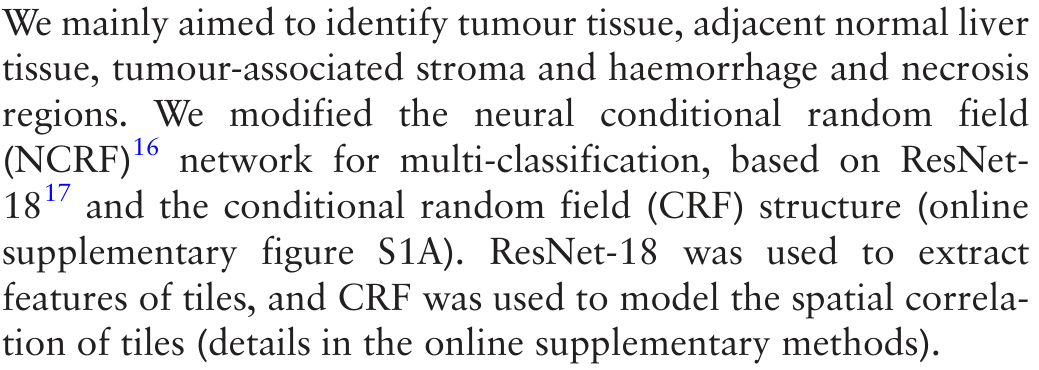 We mainly aimed to identify tumour tissue, adjacent normal liver
tissue, tumour-associated stroma and haemorrhage and necrosis
regions. We modified the neural conditional random field
(NCRF)16 network for multi-classification, based on ResNet-
1817 and the conditional random field (CRF) structure (online
supplementary figure S1A). ResNet-18 was used to extract
features of tiles, and CRF was used to model the spatial correla-
tion of tiles (details in the online supplementary methods).